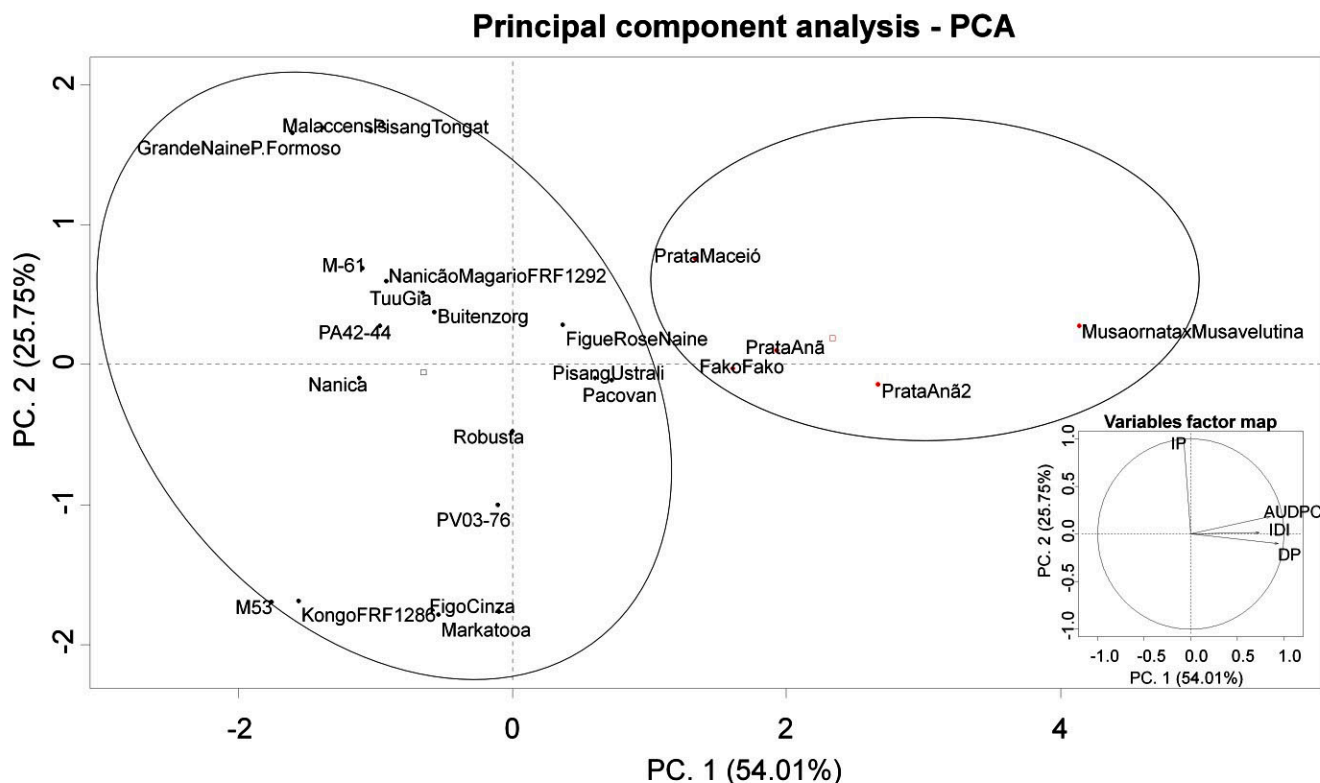 Principal component analysis - PCA
PC. 2 (25.75%)
2
1
0
-1
-2
Malaccensis
PisangTongat
GrandeNaineP.Formoso
M-61
NanicãoMagarioFRF1292
TuuGia
Buitenzorg
PA42-44
FigueRoseNaine
Nanica
PisangUstrali
Pacovan
Robusta
PV03-76
M53
KongoFRF1286
FigoCinza
Markatooa
PrataMaceió
PrataAnã
FakoFako
PrataAnã2
MusaornataxMusavelutina
-2
0
2
4
PC. 1 (54.01%)
Variables factor map
PC. 2 (25.75%)
1.0
0.5
0.0
-0.5
-1.0
IP
AUDPC
IDI
DP
-1.0
-0.5
0.0
0.5
1.0
PC. 1 (54.01%)